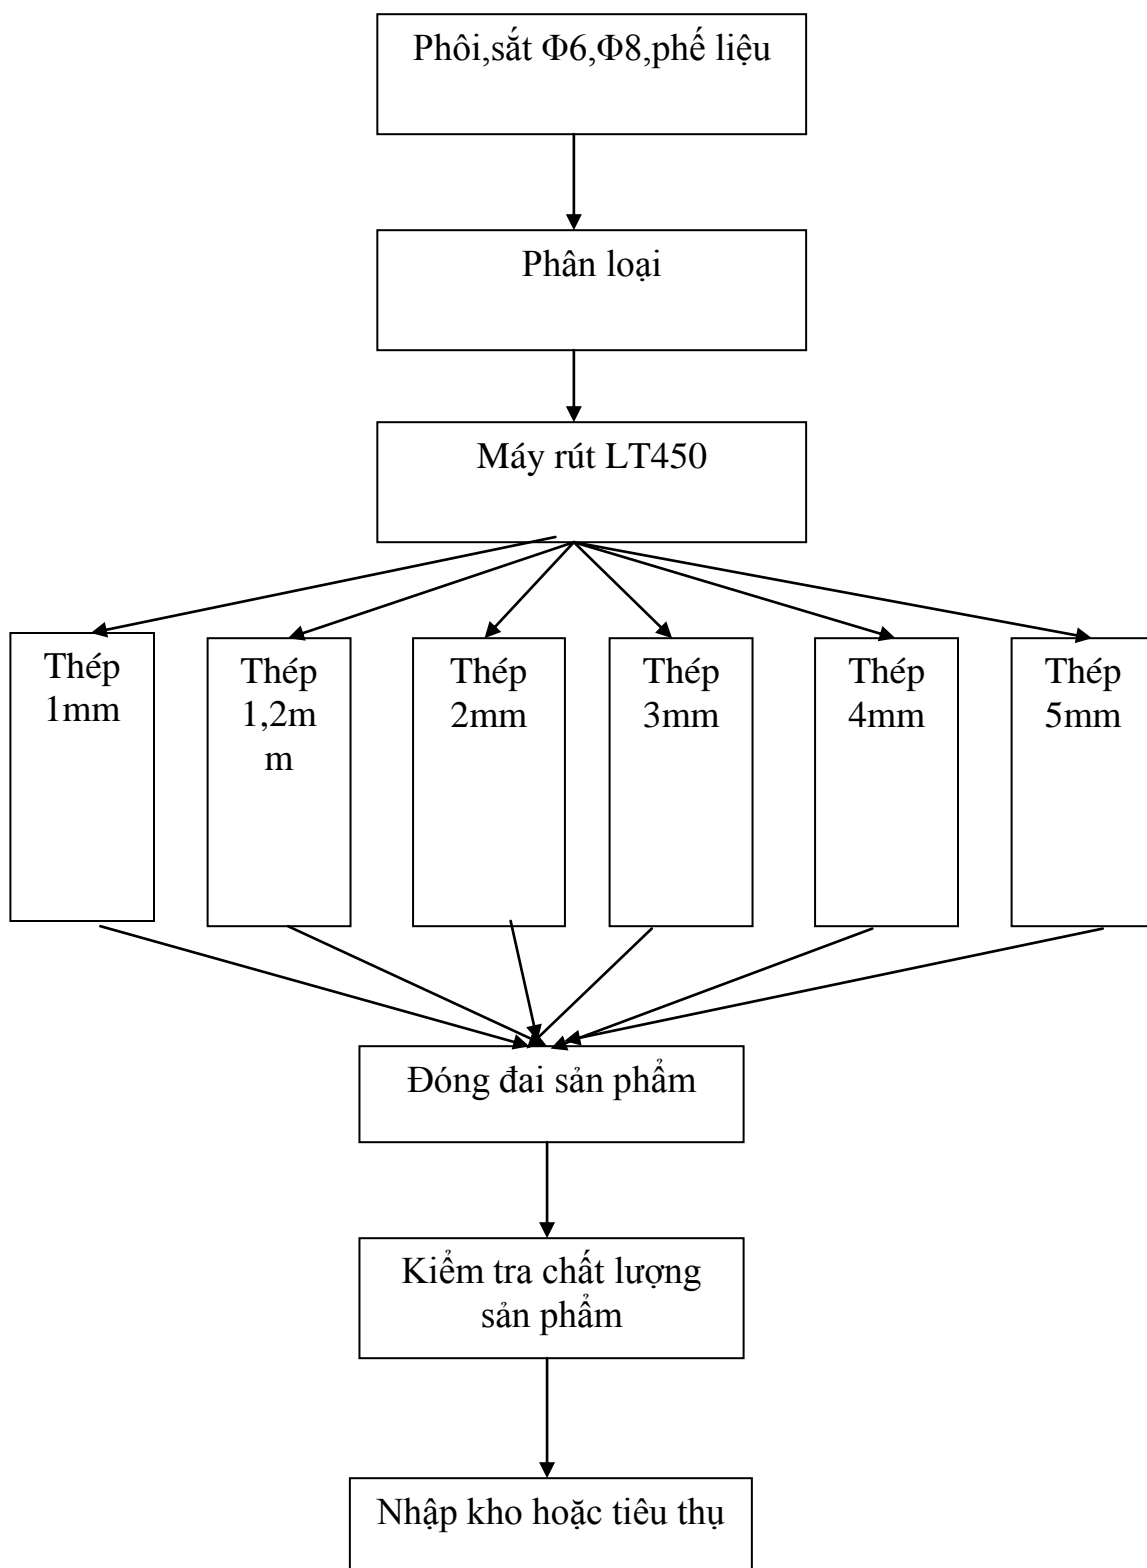 Phôi,sắt Φ6,Φ8,phế liệu
Phân loại
Máy rút LT450
Thép
1mm
Thép
1,2m
m
Thép
2mm
Thép
3mm
Thép
4mm
Thép
5mm
Đóng đai sản phẩm
Kiểm tra chất lượng
sản phẩm
Nhập kho hoặc tiêu thụ